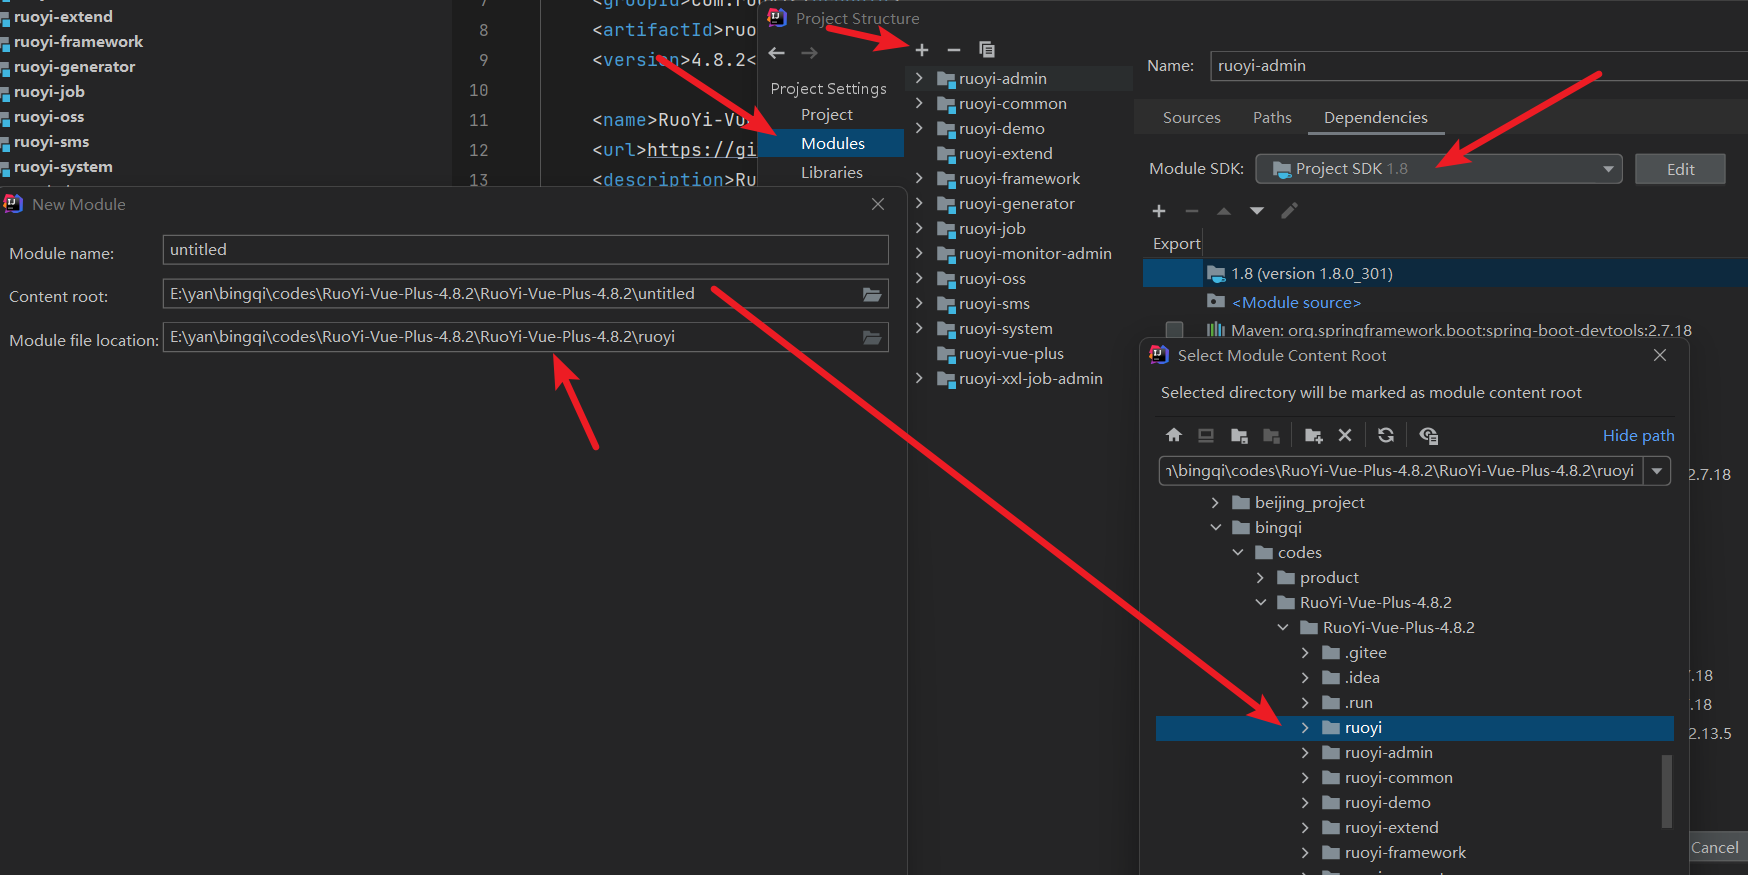 ruoyi-extend
ruoyi-framework
ruoyi-generator
ruoyi-job
ruoyi-oss
ruoyi-sms
ruoyi-system
8
9
10
11
12
13
<artifactId>ruo
<version>4.8.2<
<name>RuoYi-Vu
<url>https://gi
<description>Ru
Project Structure
Project Settings
Project
Modules
Libraries
ruoyi-admin
ruoyi-common
ruoyi-demo
ruoyi-extend
ruoyi-framework
ruoyi-generator
ruoyi-job
ruoyi-monitor-admin
ruoyi-oss
ruoyi-sms
ruoyi-system
ruoyi-vue-plus
ruoyi-xxl-job-admin
Name: ruoyi-admin
Sources Paths Dependencies
Module SDK: Project SDK 1.8 Edit
Export
1.8 (version 1.8.0_301)
<Module source>
Maven: org.springframework.boot:spring-boot-devtools:2.7.18
2.7.18
7.18
.18
2.13.5
Cancel
New Module
Module name: untitled
Content root: E:\yan\bingqi\codes\RuoYi-Vue-Plus-4.8.2\RuoYi-Vue-Plus-4.8.2\untitled
Module file location: E:\yan\bingqi\codes\RuoYi-Vue-Plus-4.8.2\RuoYi-Vue-Plus-4.8.2\ruoyi
Select Module Content Root
Selected directory will be marked as module content root
Hide path
\bingqi\codes\RuoYi-Vue-Plus-4.8.2\RuoYi-Vue-Plus-4.8.2\ruoyi
beijing_project
bingqi
codes
product
RuoYi-Vue-Plus-4.8.2
RuoYi-Vue-Plus-4.8.2
.gitee
.idea
.run
ruoyi
ruoyi-admin
ruoyi-common
ruoyi-demo
ruoyi-extend
ruoyi-framework